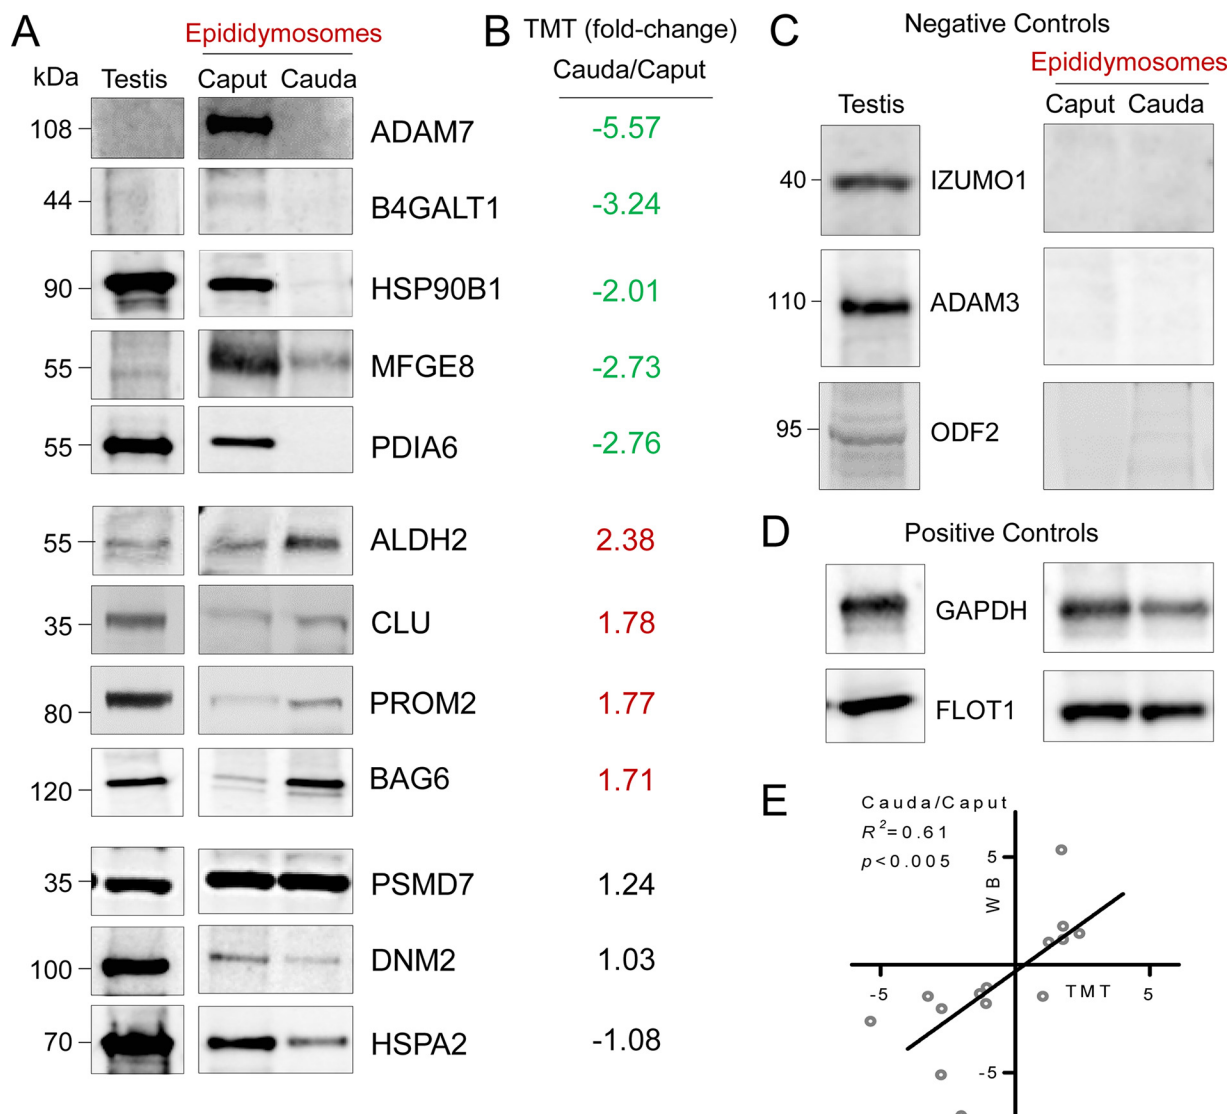 A
Epididymosomes
kDa Testis Caput Cauda
108 ADAM7
44 B4GALT1
90 HSP90B1
55 MFGE8
55 PDIA6
55 ALDH2
35 CLU
80 PROM2
120 BAG6
35 PSMD7
100 DNM2
70 HSPA2
B TMT (fold-change)
Cauda/Caput
-5.57
-3.24
-2.01
-2.73
-2.76
2.38
1.78
1.77
1.71
1.24
1.03
-1.08
C Negative Controls
Epididymosomes
Testis Caput Cauda
40 IZUMO1
110 ADAM3
95 ODF2
D Positive Controls
GAPDH
FLOT1
E Cauda/Caput
R²=0.61
p<0.005
5
WB
-5 TMT 5
-5